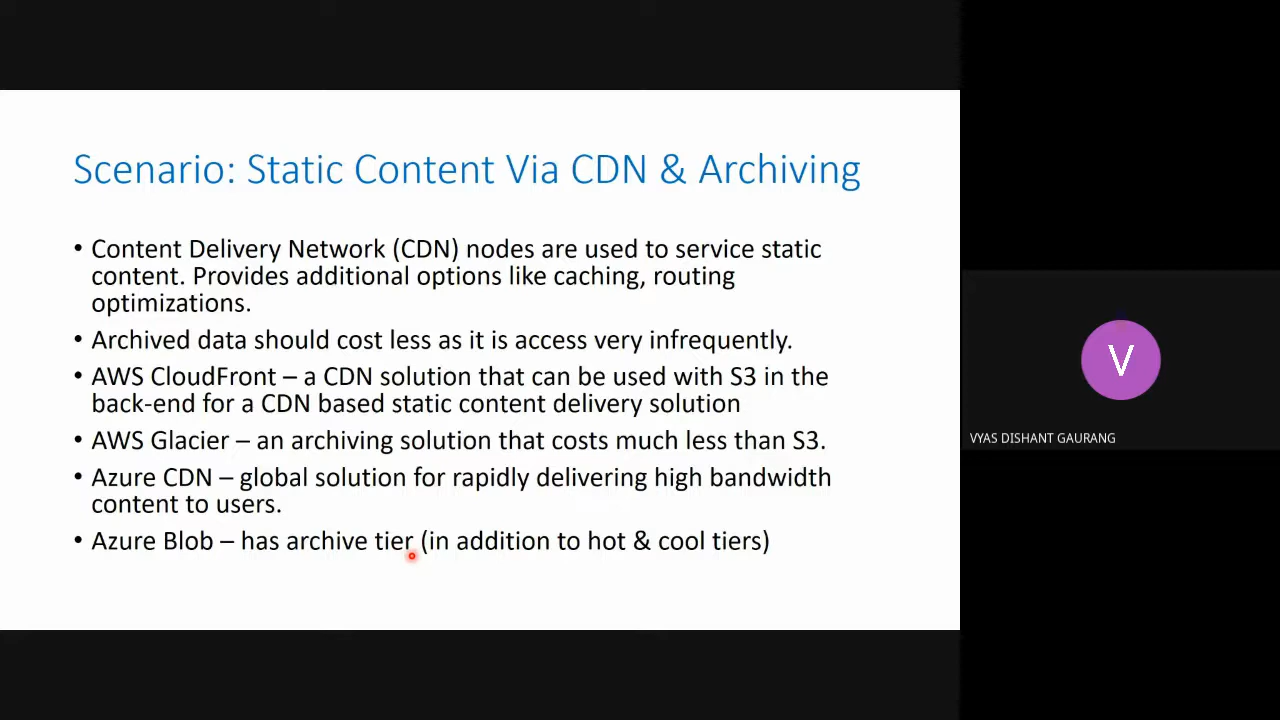 Scenario: Static Content Via CDN & Archiving
• Content Delivery Network (CDN) nodes are used to service static
content. Provides additional options like caching, routing
optimizations.
• Archived data should cost less as it is access very infrequently.
• AWS CloudFront – a CDN solution that can be used with S3 in the
back-end for a CDN based static content delivery solution
• AWS Glacier – an archiving solution that costs much less than S3.
• Azure CDN – global solution for rapidly delivering high bandwidth
content to users.
• Azure Blob – has archive tier (in addition to hot & cool tiers)
V
VYAS DISHANT GAURANG